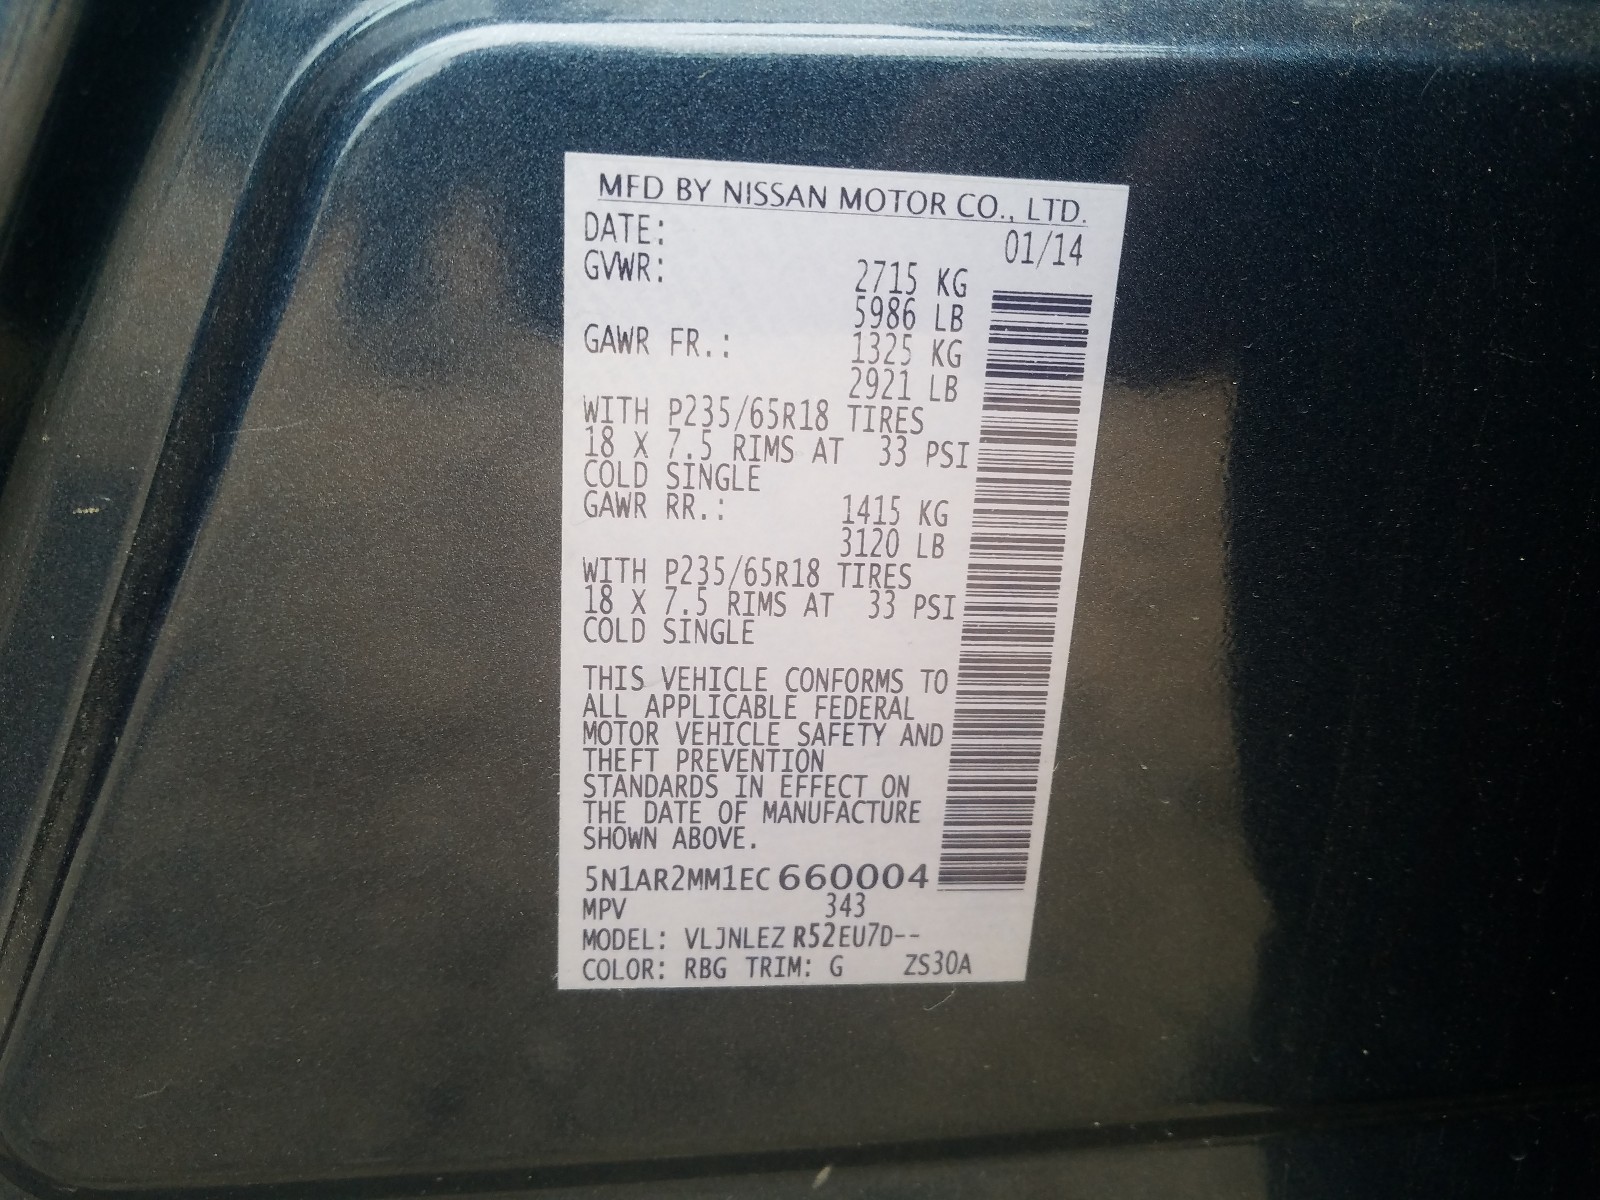 MFD BY NISSAN MOTOR CO., LTD.
DATE: 01/14
GVWR: 2715 KG
5986 LB
GAWR FR.: 1325 KG
2921 LB
WITH P235/65R18 TIRES
18 X 7.5 RIMS AT 33 PSI
COLD SINGLE
GAWR RR.: 1415 KG
3120 LB
WITH P235/65R18 TIRES
18 X 7.5 RIMS AT 33 PSI
COLD SINGLE
THIS VEHICLE CONFORMS TO
ALL APPLICABLE FEDERAL
MOTOR VEHICLE SAFETY AND
THEFT PREVENTION
STANDARDS IN EFFECT ON
THE DATE OF MANUFACTURE
SHOWN ABOVE.
5N1AR2MM1EC660004
MPV 343
MODEL: VLJNLEZ R52EU7D--
COLOR: RBG TRIM: G ZS30A